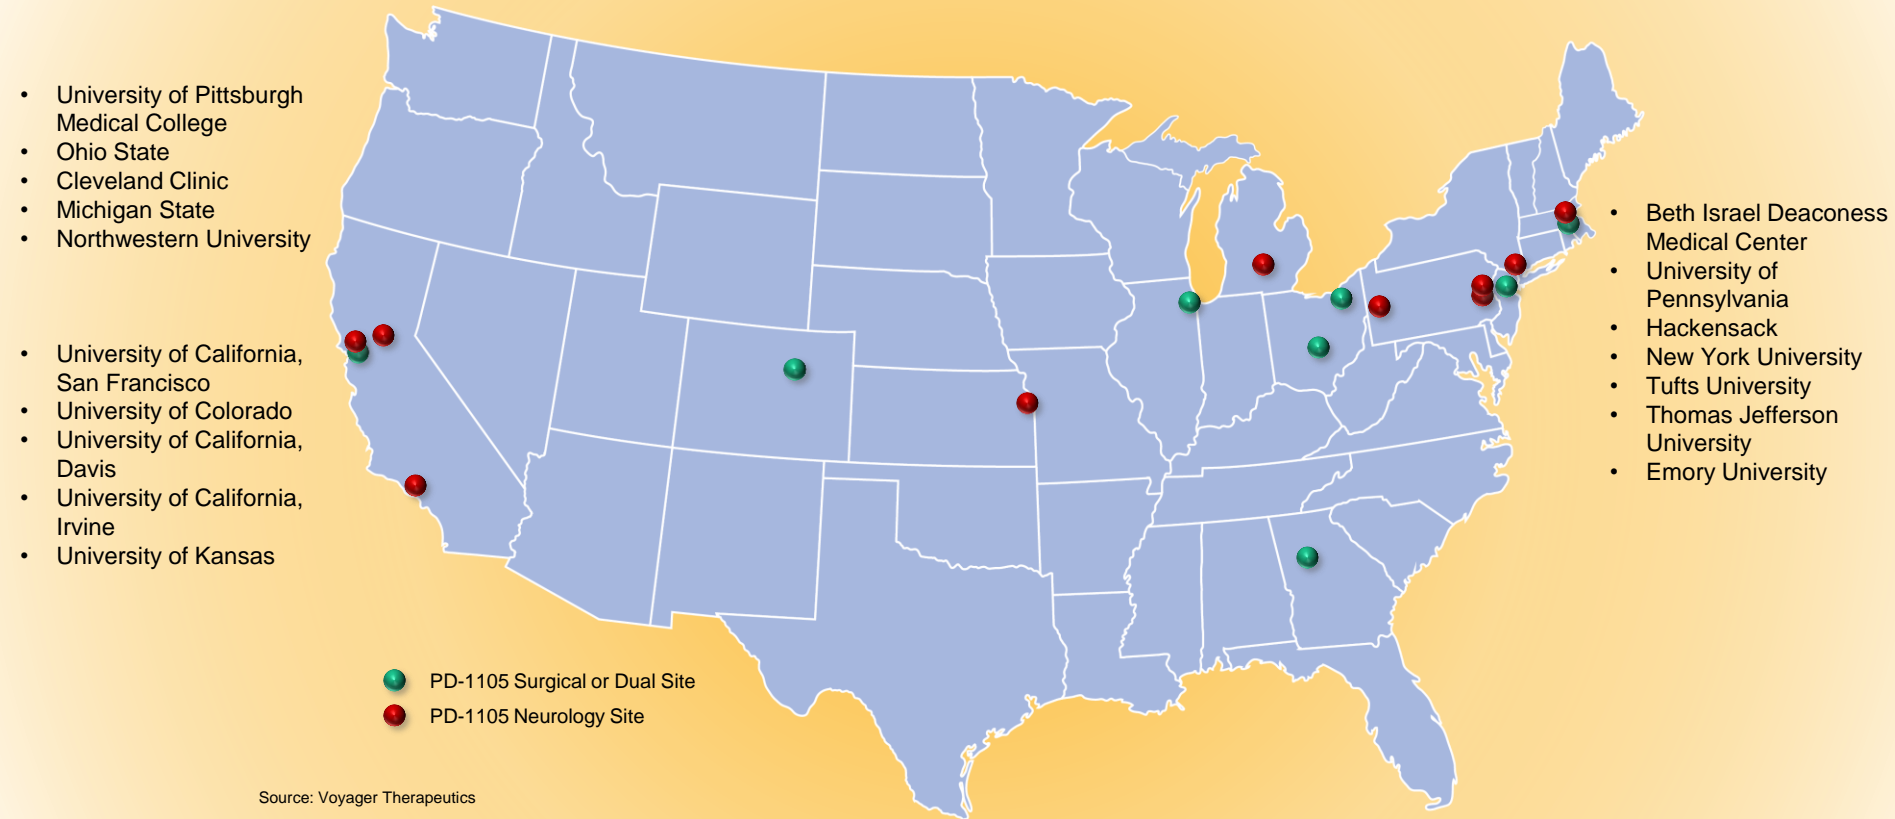 • University of Pittsburgh
Medical College
• Ohio State
• Cleveland Clinic
• Michigan State
• Northwestern University
• University of California,
San Francisco
• University of Colorado
• University of California,
Davis
• University of California,
Irvine
• University of Kansas
• Beth Israel Deaconess
Medical Center
• University of
Pennsylvania
• Hackensack
• New York University
• Tufts University
• Thomas Jefferson
University
• Emory University
PD-1105 Surgical or Dual Site
PD-1105 Neurology Site
Source: Voyager Therapeutics